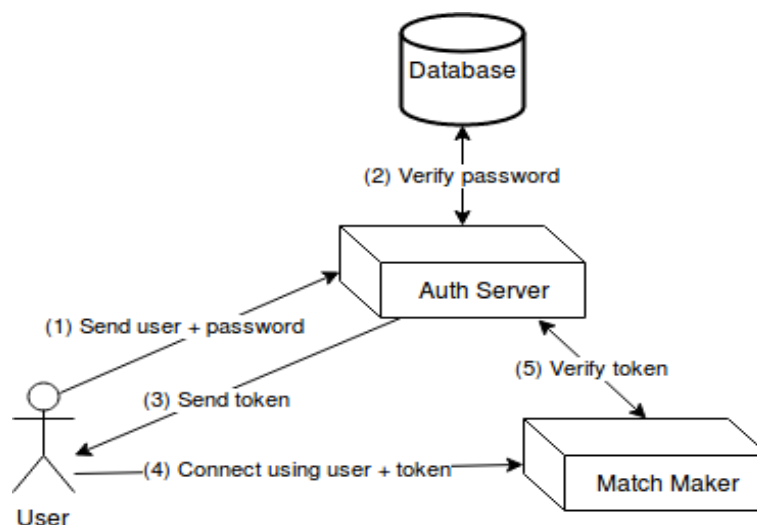 Database
(2) Verify password
Auth Server
(1) Send user + password
(5) Verify token
(3) Send token
(4) Connect using user + token
Match Maker
User